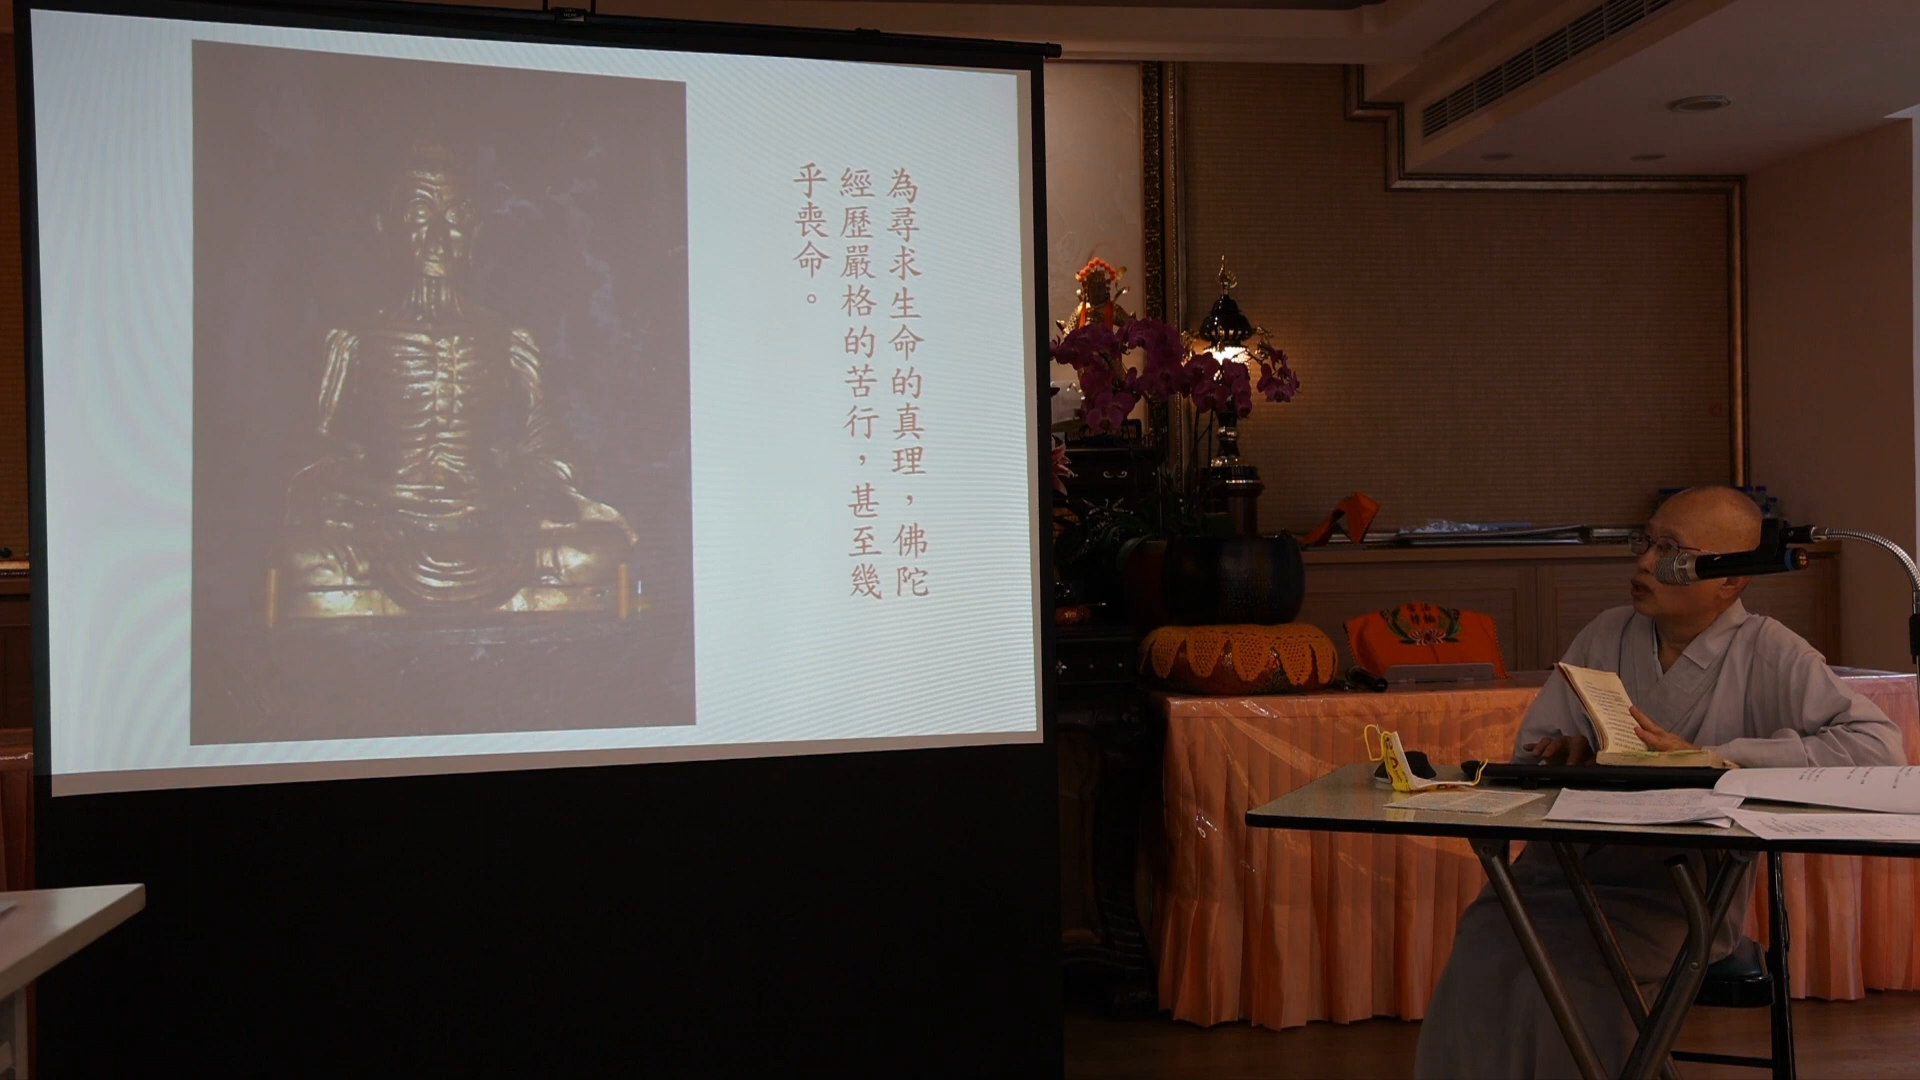 為尋求生命的真理，佛陀
經歷嚴格的苦行，甚至幾
乎喪命。